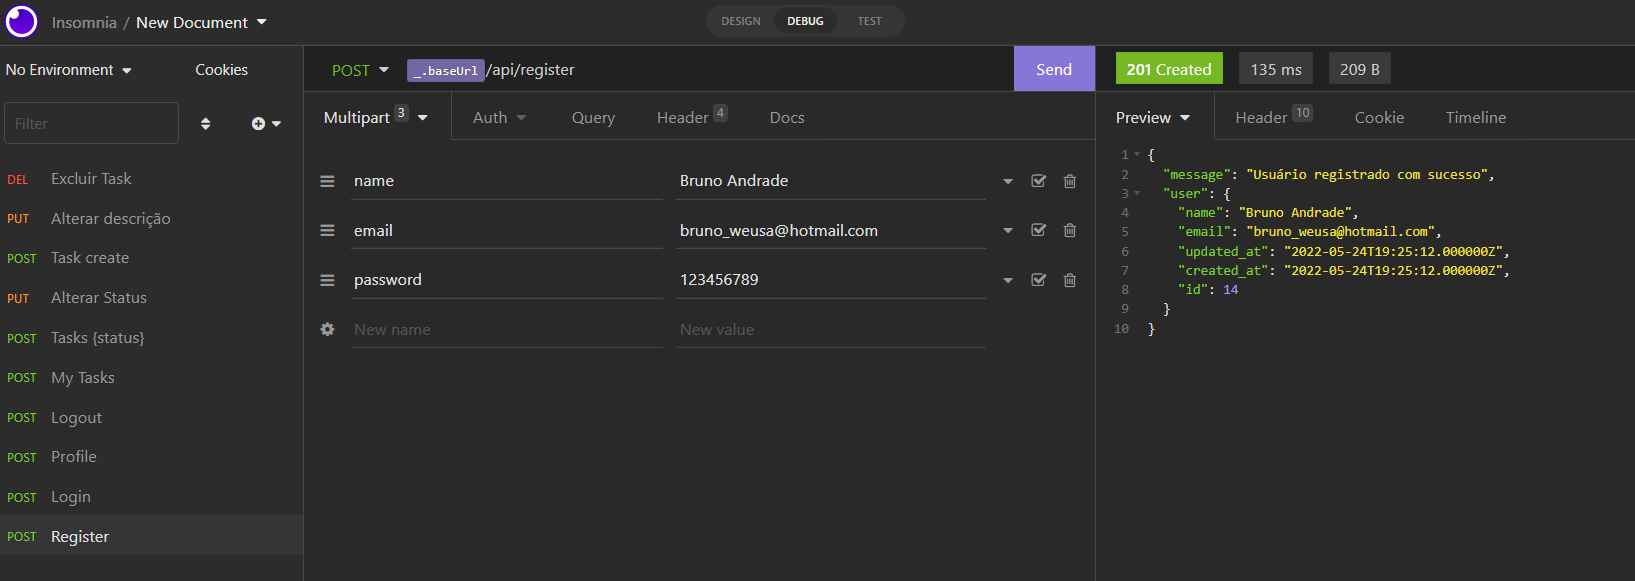 Insomnia / New Document
DESIGN DEBUG TEST
No Environment Cookies
POST _.baseUrl/api/register Send
201 Created 135 ms 209 B
Filter
Multipart 3 Auth Query Header 4 Docs
Preview Header 10 Cookie Timeline
DEL Excluir Task
PUT Alterar descrição
POST Task create
PUT Alterar Status
POST Tasks {status}
POST My Tasks
POST Logout
POST Profile
POST Login
POST Register
name Bruno Andrade
email bruno_weusa@hotmail.com
password 123456789
New name New value
1 {
2 "message": "Usuário registrado com sucesso",
3 "user": {
4 "name": "Bruno Andrade",
5 "email": "bruno_weusa@hotmail.com",
6 "updated_at": "2022-05-24T19:25:12.000000Z",
7 "created_at": "2022-05-24T19:25:12.000000Z",
8 "id": 14
9 }
10 }